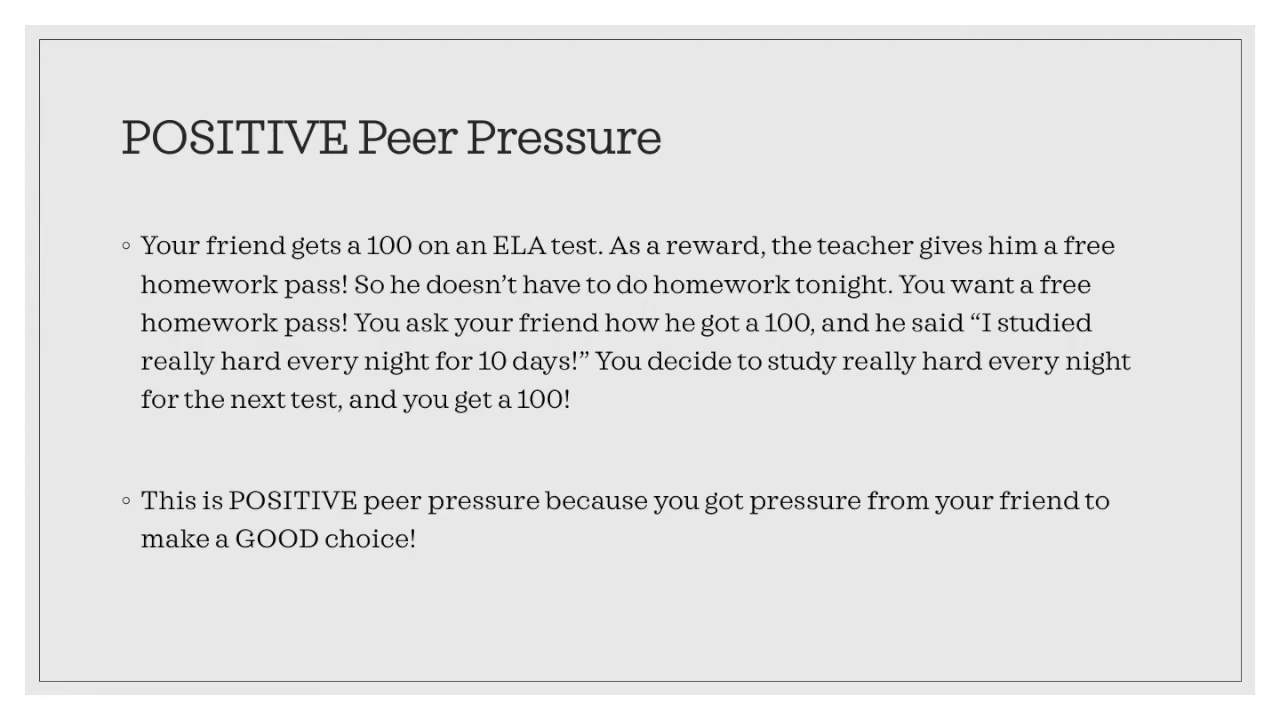 POSITIVE Peer Pressure
◦ Your friend gets a 100 on an ELA test. As a reward, the teacher gives him a free
homework pass! So he doesn’t have to do homework tonight. You want a free
homework pass! You ask your friend how he got a 100, and he said “I studied
really hard every night for 10 days!” You decide to study really hard every night
for the next test, and you get a 100!
◦ This is POSITIVE peer pressure because you got pressure from your friend to
make a GOOD choice!